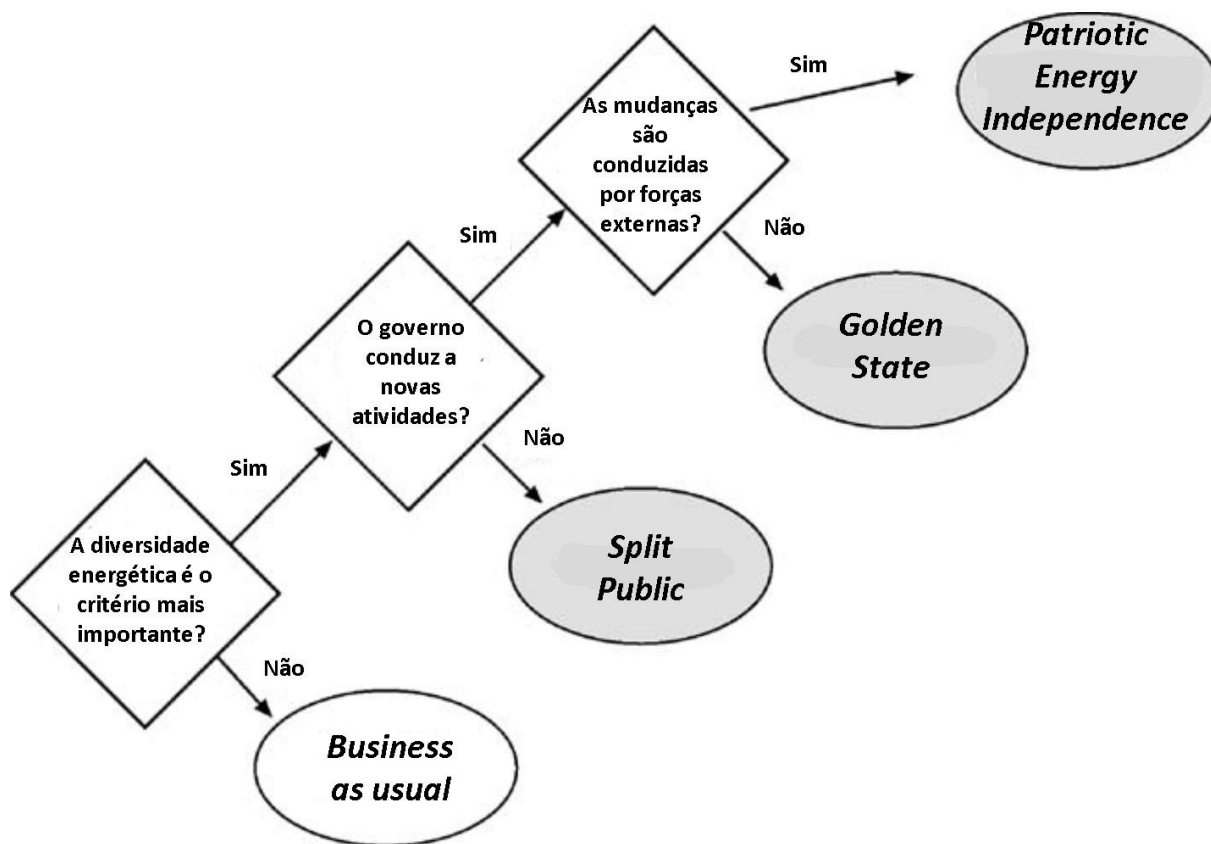 Patriotic
Energy
Independence
Sim
As mudanças
são
conduzidas
por forças
externas?
Não
Sim
Golden
State
O governo
conduz a
novas
atividades?
Não
Sim
Split
Public
A diversidade
energética é o
critério mais
importante?
Não
Business
as usual